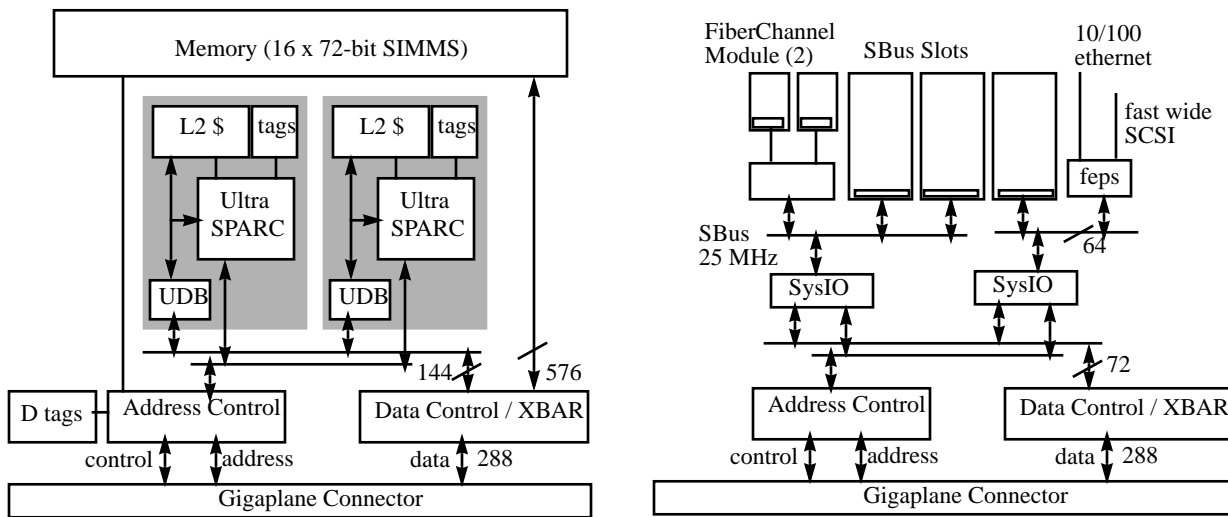 Memory (16 x 72-bit SIMMS)
L2 $
tags
L2 $
tags
Ultra
SPARC
Ultra
SPARC
UDB
UDB
144
576
D tags
Address Control
Data Control / XBAR
control
address
data
288
Gigaplane Connector
FiberChannel
Module (2)
SBus Slots
10/100
ethernet
fast wide
SCSI
feps
SBus
25 MHz
64
SysIO
SysIO
72
Address Control
Data Control / XBAR
control
address
data
288
Gigaplane Connector